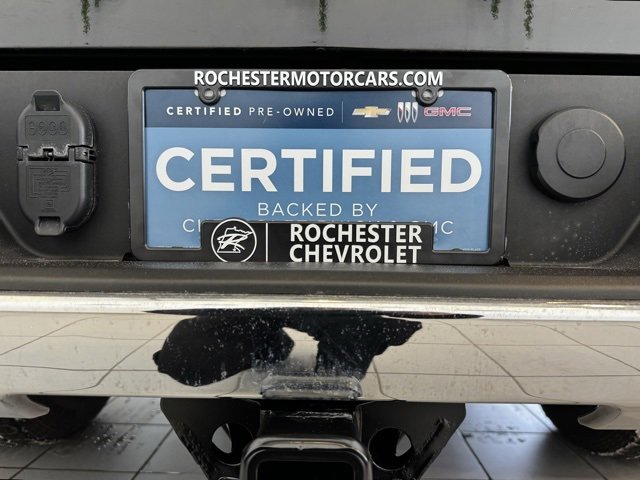 ROCHESTERMOTORCARS.COM
CERTIFIED PRE-OWNED GMC
CERTIFIED
BACKED BY
ROCHESTER
CHEVROLET